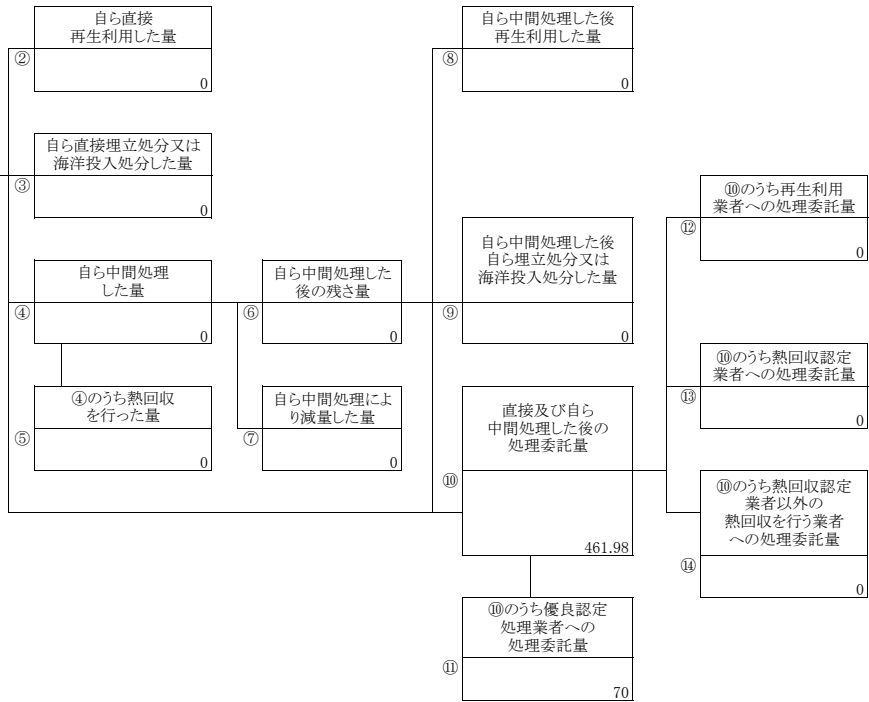 自ら直接
再生利用した量
②
0
自ら直接埋立処分又は
海洋投入処分した量
③
0
自ら中間処理
した量
④
0
④のうち熱回収
を行った量
⑤
0
自ら中間処理した
後の残さ量
⑥
0
自ら中間処理によ
り減量した量
⑦
0
自ら中間処理した後
再生利用した量
⑧
0
自ら中間処理した後
自ら埋立処分又は
海洋投入処分した量
⑨
0
直接及び自ら
中間処理した後の
処理委託量
⑩
461.98
⑩のうち優良認定
処理業者への
処理委託量
⑪
70
⑩のうち再生利用
業者への処理委託量
⑫
0
⑩のうち熱回収認定
業者への処理委託量
⑬
0
⑩のうち熱回収認定
業者以外の
熱回収を行う業者
への処理委託量
⑭
0